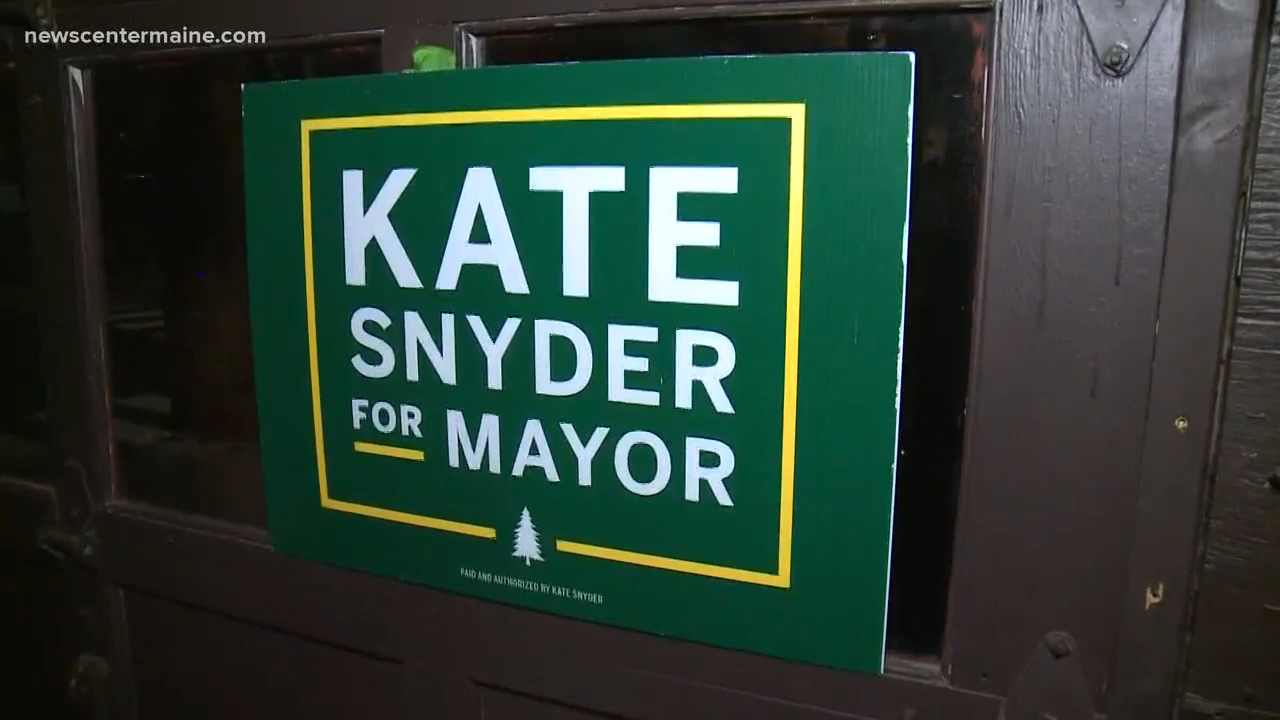 newscentermaine.com
KATE
SNYDER
FOR MAYOR
PAID AND AUTHORIZED BY KATE SNYDER